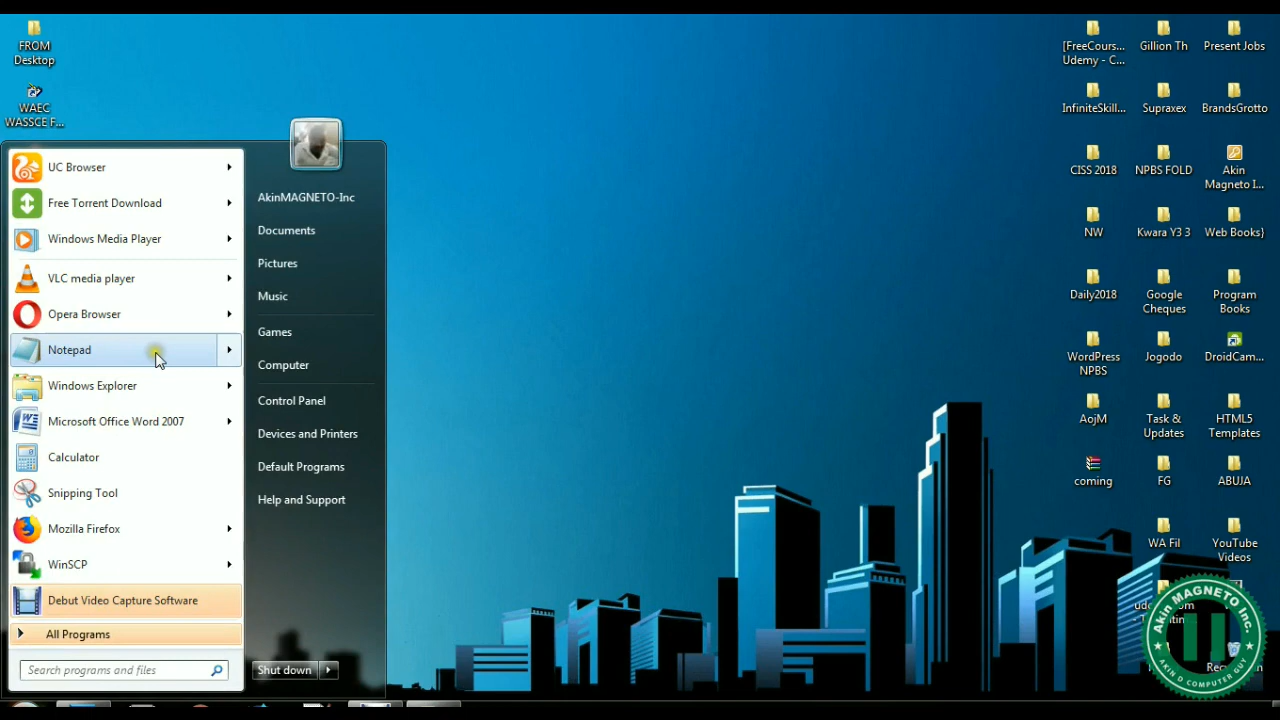 FROM
Desktop
WAEC
WASSCE F...
UC Browser
Free Torrent Download
Windows Media Player
VLC media player
Opera Browser
Notepad
Windows Explorer
Microsoft Office Word 2007
Calculator
Snipping Tool
Mozilla Firefox
WinSCP
Debut Video Capture Software
All Programs
Search programs and files
AkinMAGNETO-Inc
Documents
Pictures
Music
Games
Computer
Control Panel
Devices and Printers
Default Programs
Help and Support
Shut down
[FreeCours...
Udemy - C...
Gillion Th
Present Jobs
InfiniteSkill...
Supraxex
BrandsGrotto
CISS 2018
NPBS FOLD
Akin
Magneto I...
NW
Kwara Y3 3
Web Books}
Daily2018
Google
Cheques
Program
Books
WordPress
NPBS
Jogodo
DroidCam...
AojM
Task &
Updates
HTML5
Templates
coming
FG
ABUJA
WA Fil
YouTube
Videos
Akin MAGNETO Inc.
AKIN D COMPUTER GUY